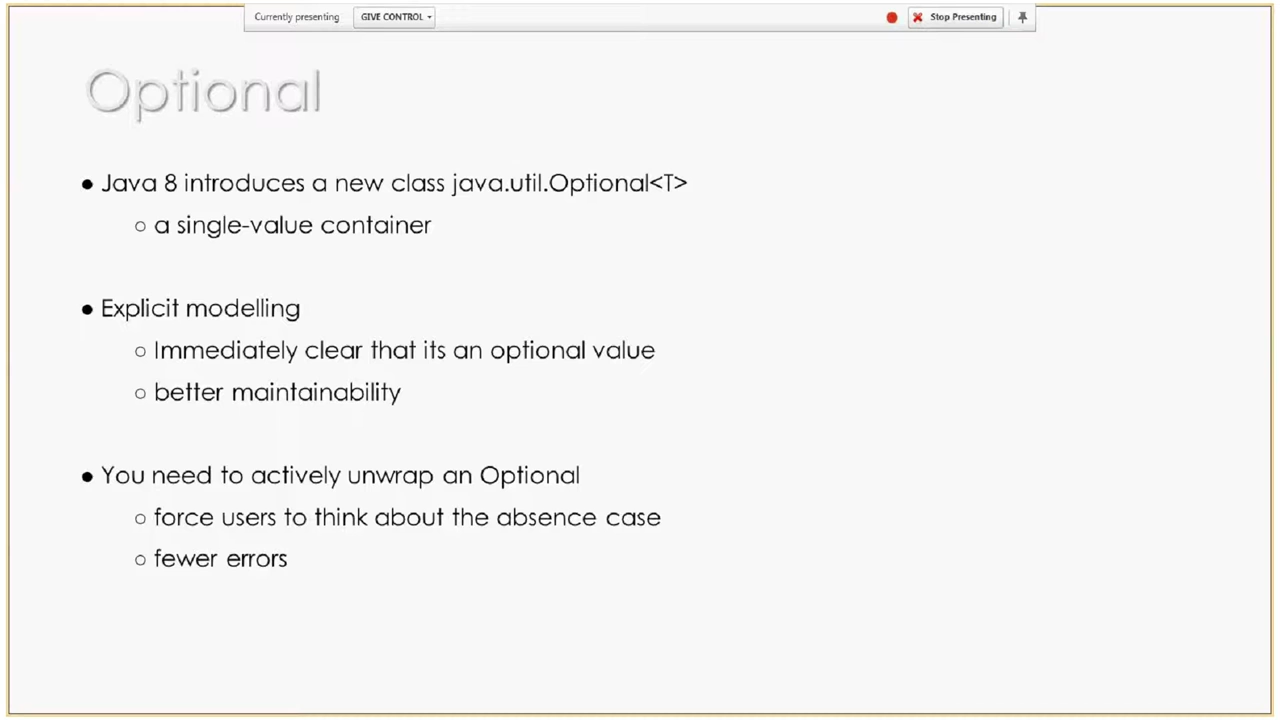 Currently presenting GIVE CONTROL Stop Presenting
Optional
● Java 8 introduces a new class java.util.Optional<T>
○ a single-value container
● Explicit modelling
○ Immediately clear that its an optional value
○ better maintainability
● You need to actively unwrap an Optional
○ force users to think about the absence case
○ fewer errors